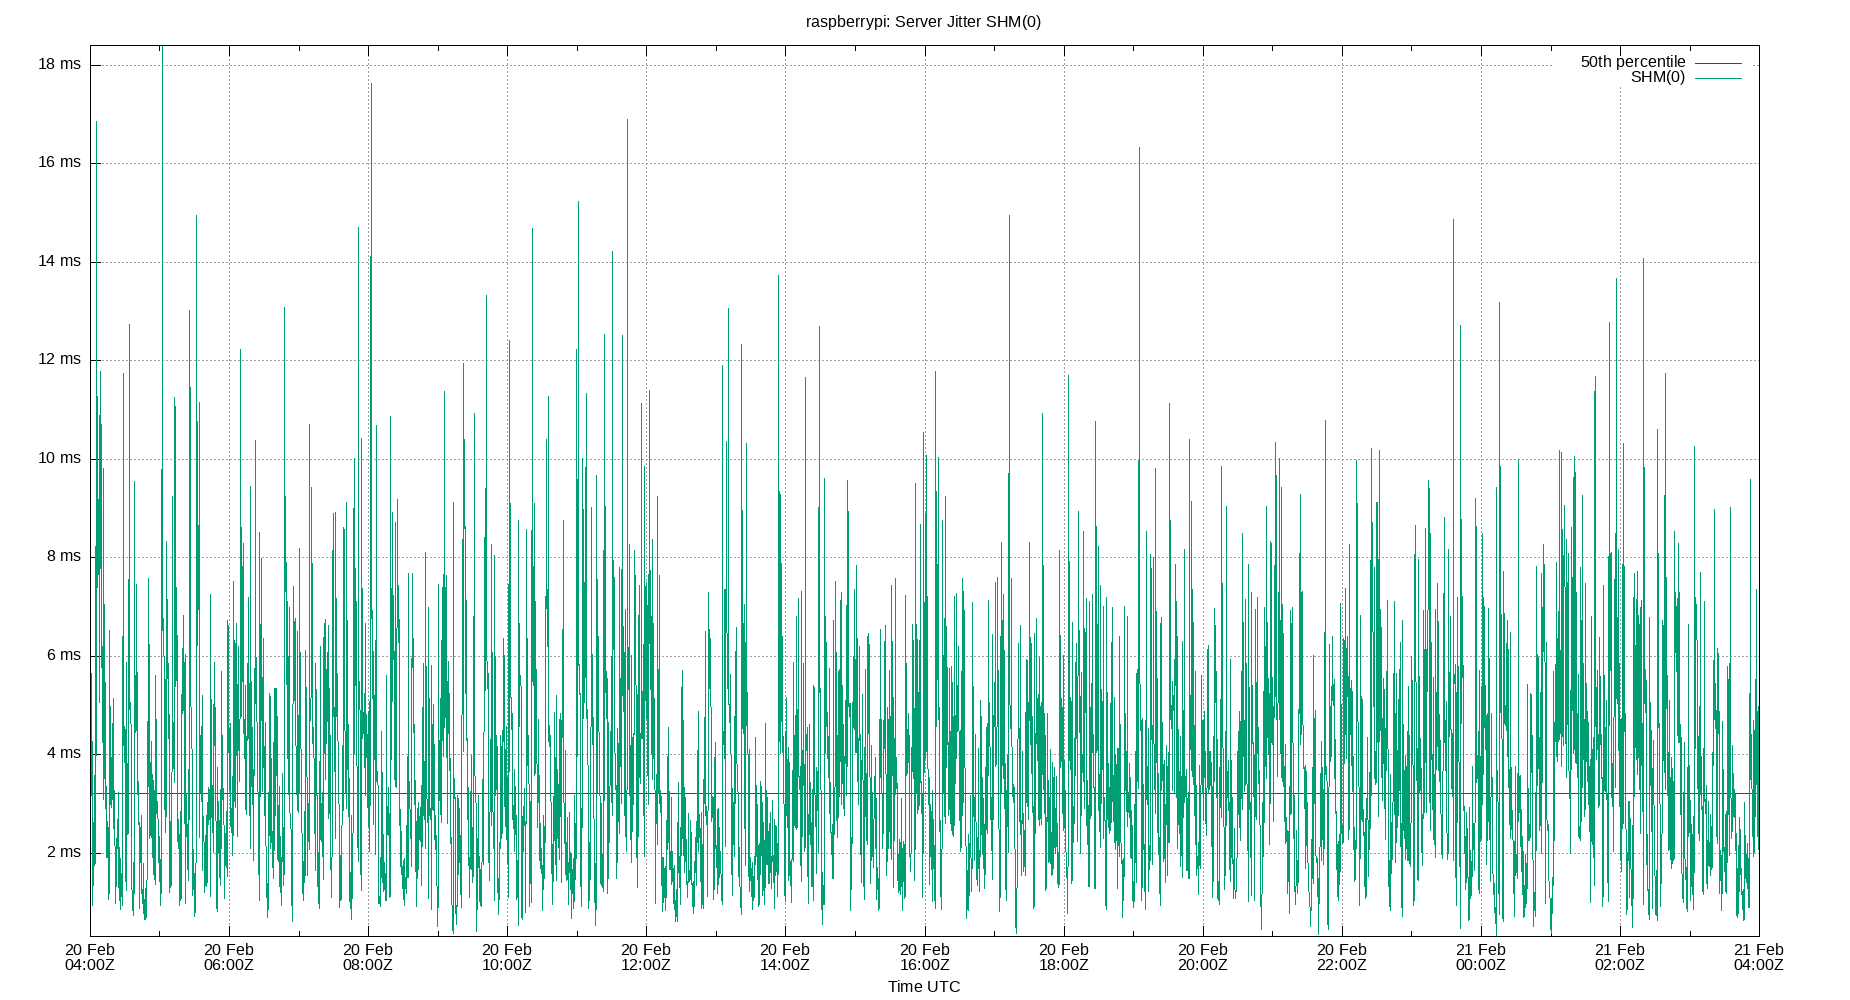 raspberrypi: Server Jitter SHM(0)
50th percentile
SHM(0)
18 ms
16 ms
14 ms
12 ms
10 ms
8 ms
6 ms
4 ms
2 ms
20 Feb 20 Feb 20 Feb 20 Feb 20 Feb 20 Feb 20 Feb 20 Feb 20 Feb 20 Feb 21 Feb 21 Feb 21 Feb
04:00Z 06:00Z 08:00Z 10:00Z 12:00Z 14:00Z 16:00Z 18:00Z 20:00Z 22:00Z 00:00Z 02:00Z 04:00Z
Time UTC